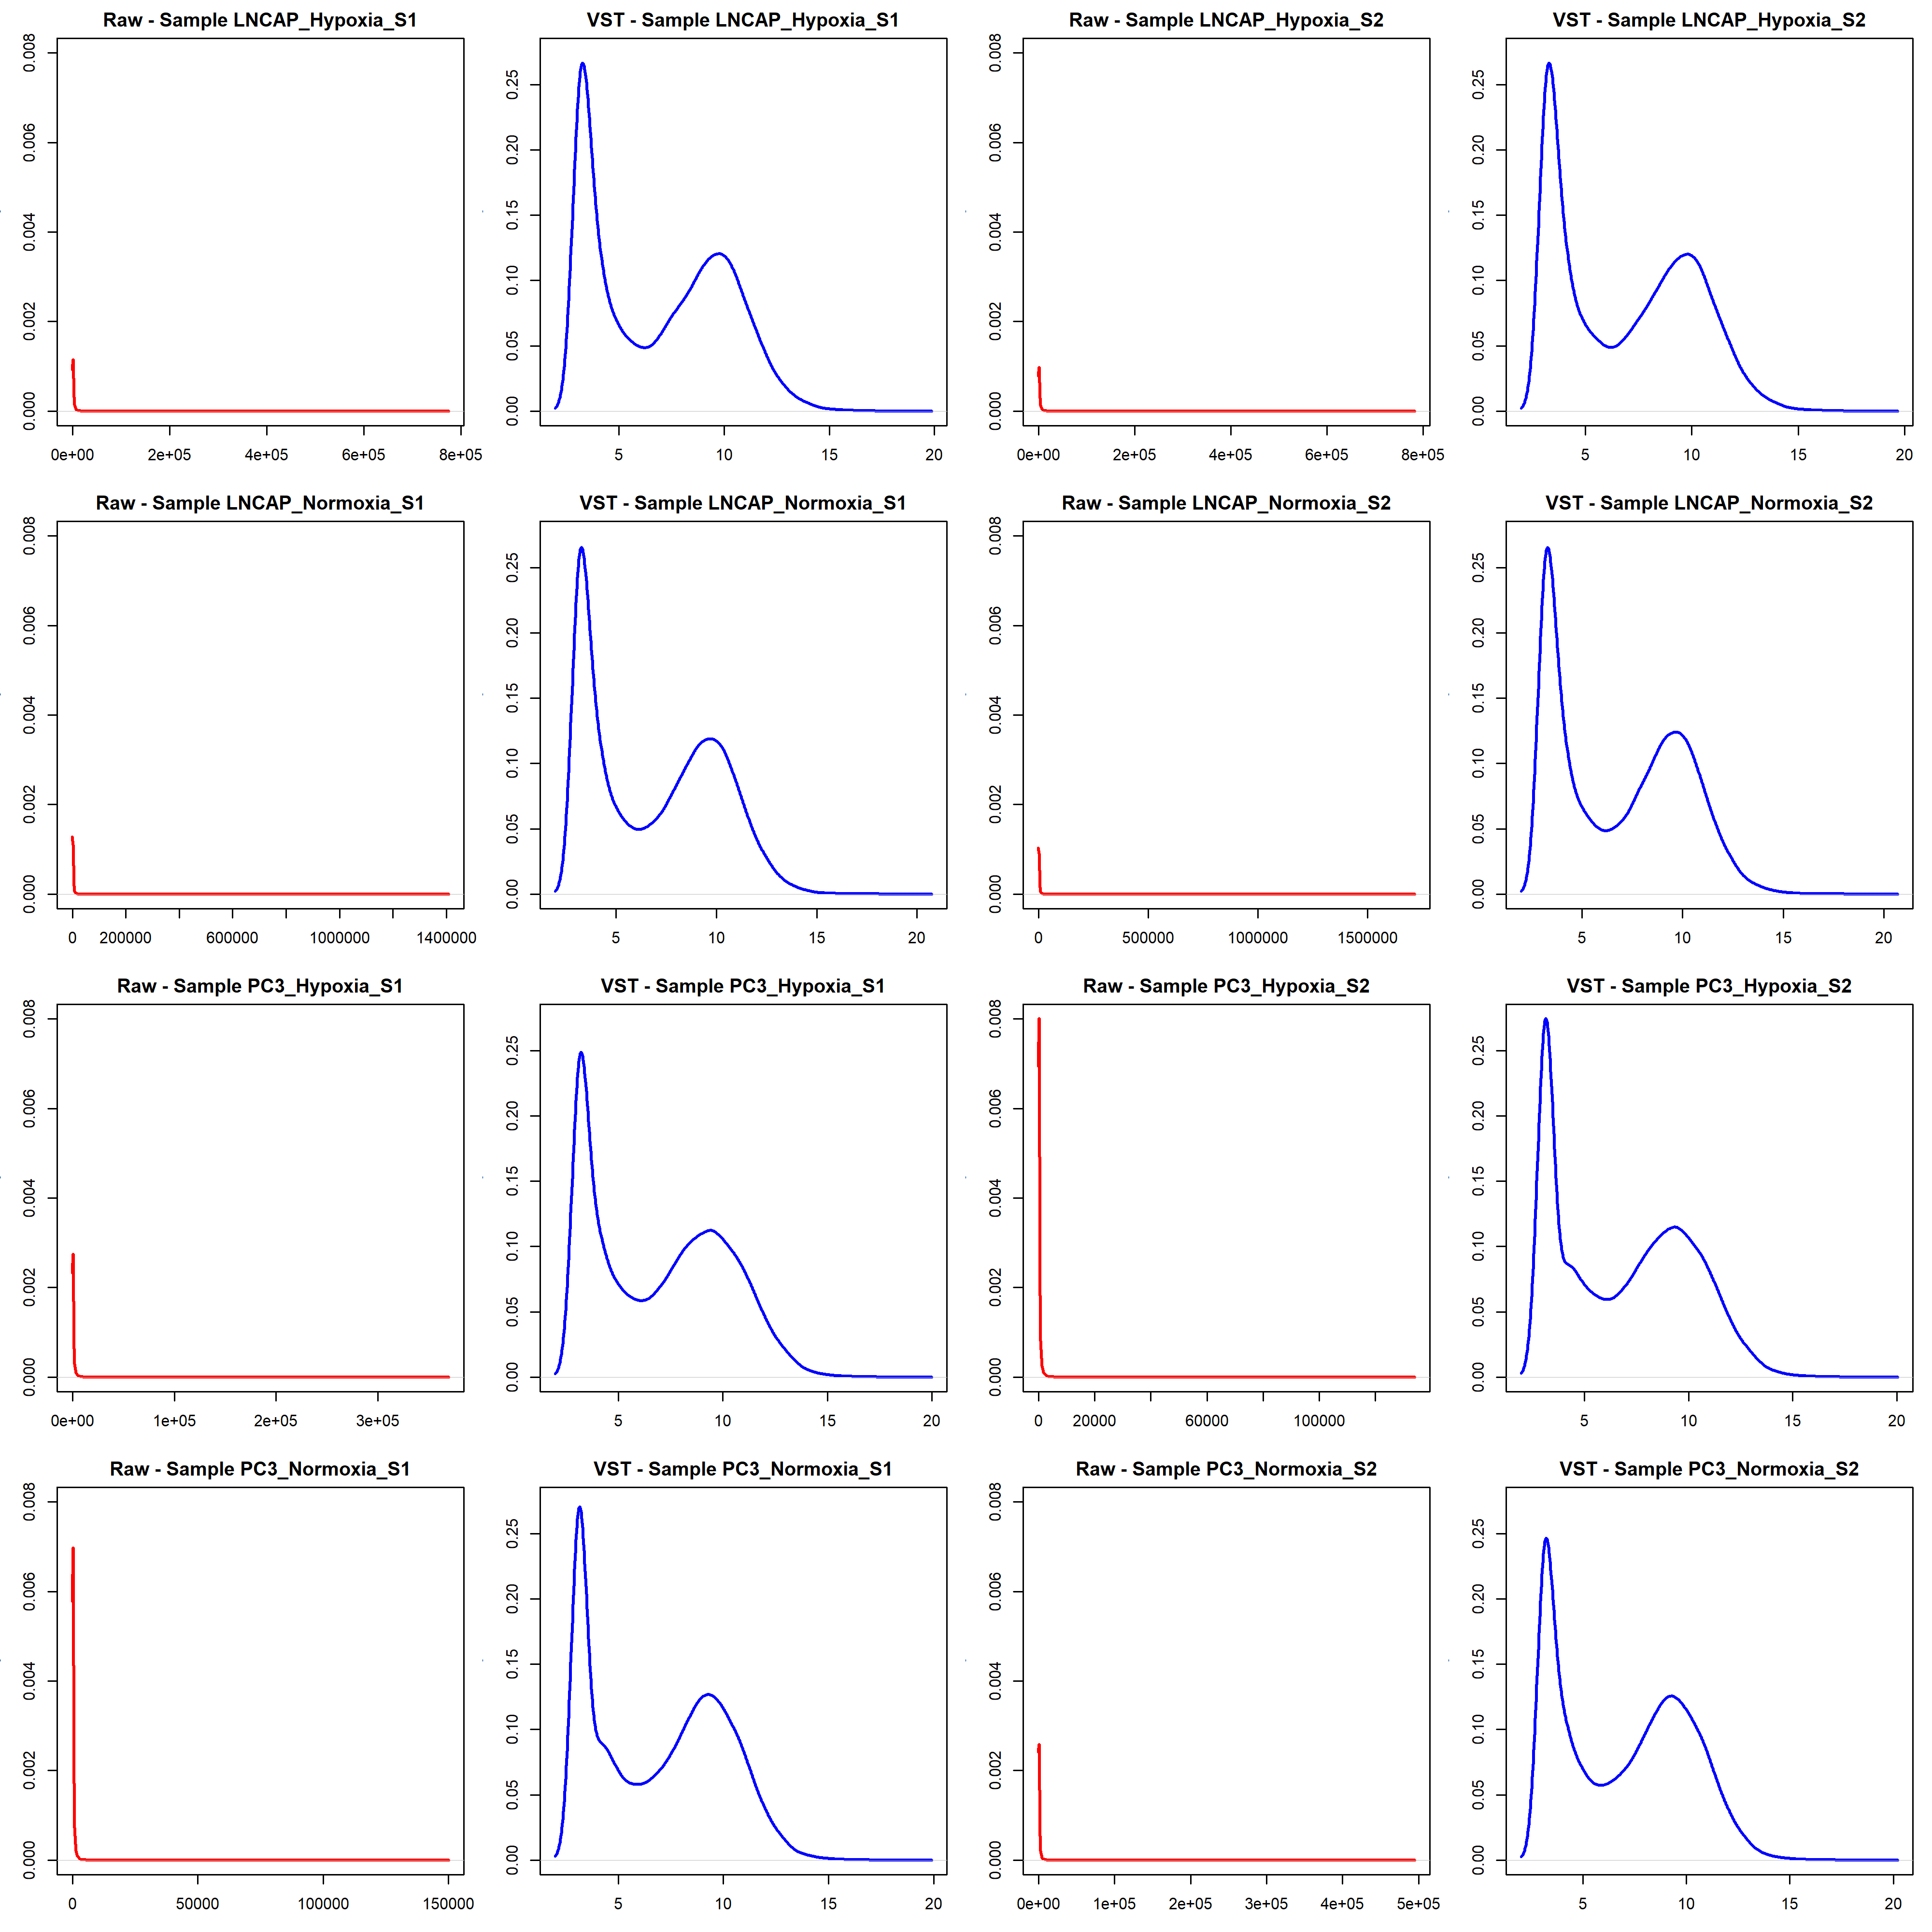 Raw - Sample LNCAP_Hypoxia_S1
0.000 0.002 0.004 0.006 0.008
0e+00 2e+05 4e+05 6e+05 8e+05
VST - Sample LNCAP_Hypoxia_S1
0.00 0.05 0.10 0.15 0.20 0.25
5 10 15 20
Raw - Sample LNCAP_Hypoxia_S2
0.000 0.002 0.004 0.006 0.008
0e+00 2e+05 4e+05 6e+05 8e+05
VST - Sample LNCAP_Hypoxia_S2
0.00 0.05 0.10 0.15 0.20 0.25
5 10 15 20
Raw - Sample LNCAP_Normoxia_S1
0.000 0.002 0.004 0.006 0.008
0 200000 600000 1000000 1400000
VST - Sample LNCAP_Normoxia_S1
0.00 0.05 0.10 0.15 0.20 0.25
5 10 15 20
Raw - Sample LNCAP_Normoxia_S2
0.000 0.002 0.004 0.006 0.008
0 500000 1000000 1500000
VST - Sample LNCAP_Normoxia_S2
0.00 0.05 0.10 0.15 0.20 0.25
5 10 15 20
Raw - Sample PC3_Hypoxia_S1
0.000 0.002 0.004 0.006 0.008
0e+00 1e+05 2e+05 3e+05
VST - Sample PC3_Hypoxia_S1
0.00 0.05 0.10 0.15 0.20 0.25
5 10 15 20
Raw - Sample PC3_Hypoxia_S2
0.000 0.002 0.004 0.006 0.008
0 20000 60000 100000
VST - Sample PC3_Hypoxia_S2
0.00 0.05 0.10 0.15 0.20 0.25
5 10 15 20
Raw - Sample PC3_Normoxia_S1
0.000 0.002 0.004 0.006 0.008
0 50000 100000 150000
VST - Sample PC3_Normoxia_S1
0.00 0.05 0.10 0.15 0.20 0.25
5 10 15 20
Raw - Sample PC3_Normoxia_S2
0.000 0.002 0.004 0.006 0.008
0e+00 1e+05 2e+05 3e+05 4e+05 5e+05
VST - Sample PC3_Normoxia_S2
0.00 0.05 0.10 0.15 0.20 0.25
5 10 15 20